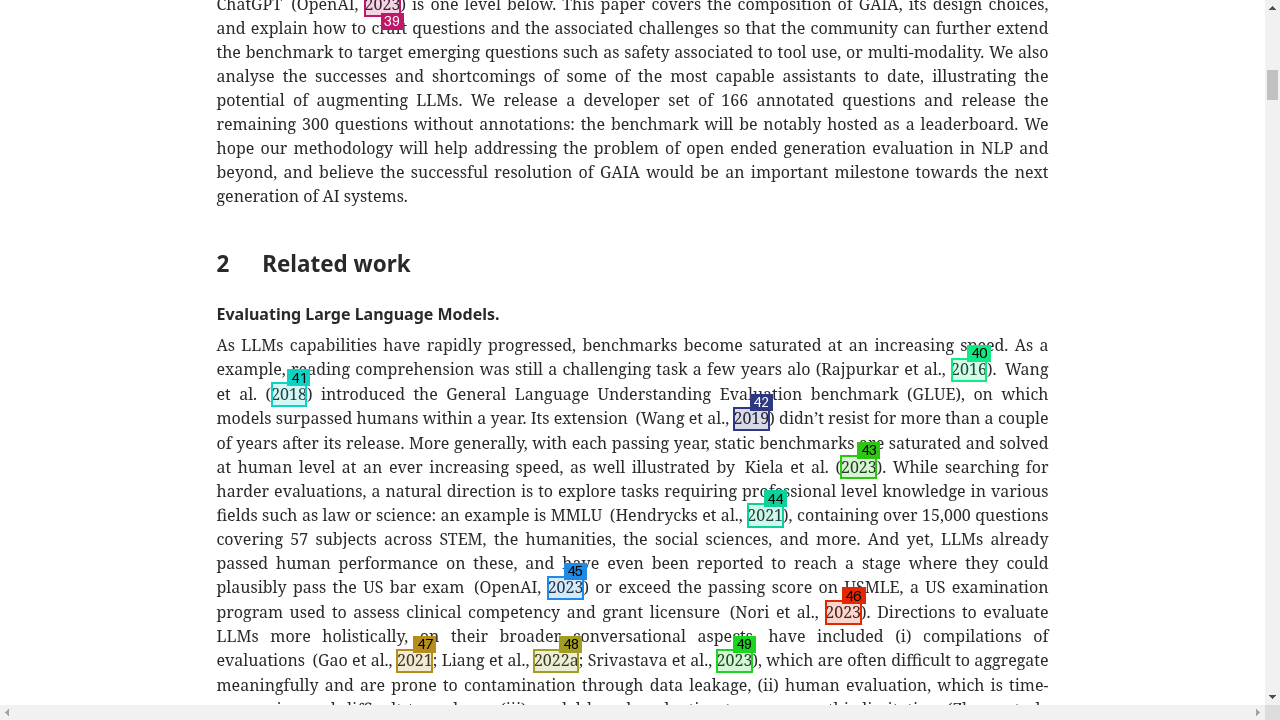 ChatGPT (OpenAI, 2023) is one level below. This paper covers the composition of GAIA, its design choices,
39
and explain how to craft questions and the associated challenges so that the community can further extend
the benchmark to target emerging questions such as safety associated to tool use, or multi-modality. We also
analyse the successes and shortcomings of some of the most capable assistants to date, illustrating the
potential of augmenting LLMs. We release a developer set of 166 annotated questions and release the
remaining 300 questions without annotations: the benchmark will be notably hosted as a leaderboard. We
hope our methodology will help addressing the problem of open ended generation evaluation in NLP and
beyond, and believe the successful resolution of GAIA would be an important milestone towards the next
generation of AI systems.
2 Related work
Evaluating Large Language Models.
As LLMs capabilities have rapidly progressed, benchmarks become saturated at an increasing speed. As a
40
example, reading comprehension was still a challenging task a few years alo (Rajpurkar et al., 2016). Wang
41
et al. (2018) introduced the General Language Understanding Evaluation benchmark (GLUE), on which
42
models surpassed humans within a year. Its extension (Wang et al., 2019) didn’t resist for more than a couple
of years after its release. More generally, with each passing year, static benchmarks are saturated and solved
43
at human level at an ever increasing speed, as well illustrated by Kiela et al. (2023). While searching for
harder evaluations, a natural direction is to explore tasks requiring professional level knowledge in various
44
fields such as law or science: an example is MMLU (Hendrycks et al., 2021), containing over 15,000 questions
covering 57 subjects across STEM, the humanities, the social sciences, and more. And yet, LLMs already
passed human performance on these, and have even been reported to reach a stage where they could
45
plausibly pass the US bar exam (OpenAI, 2023) or exceed the passing score on USMLE, a US examination
46
program used to assess clinical competency and grant licensure (Nori et al., 2023). Directions to evaluate
LLMs more holistically, on their broader conversational aspects, have included (i) compilations of
47 48 49
evaluations (Gao et al., 2021; Liang et al., 2022a; Srivastava et al., 2023), which are often difficult to aggregate
meaningfully and are prone to contamination through data leakage, (ii) human evaluation, which is time-